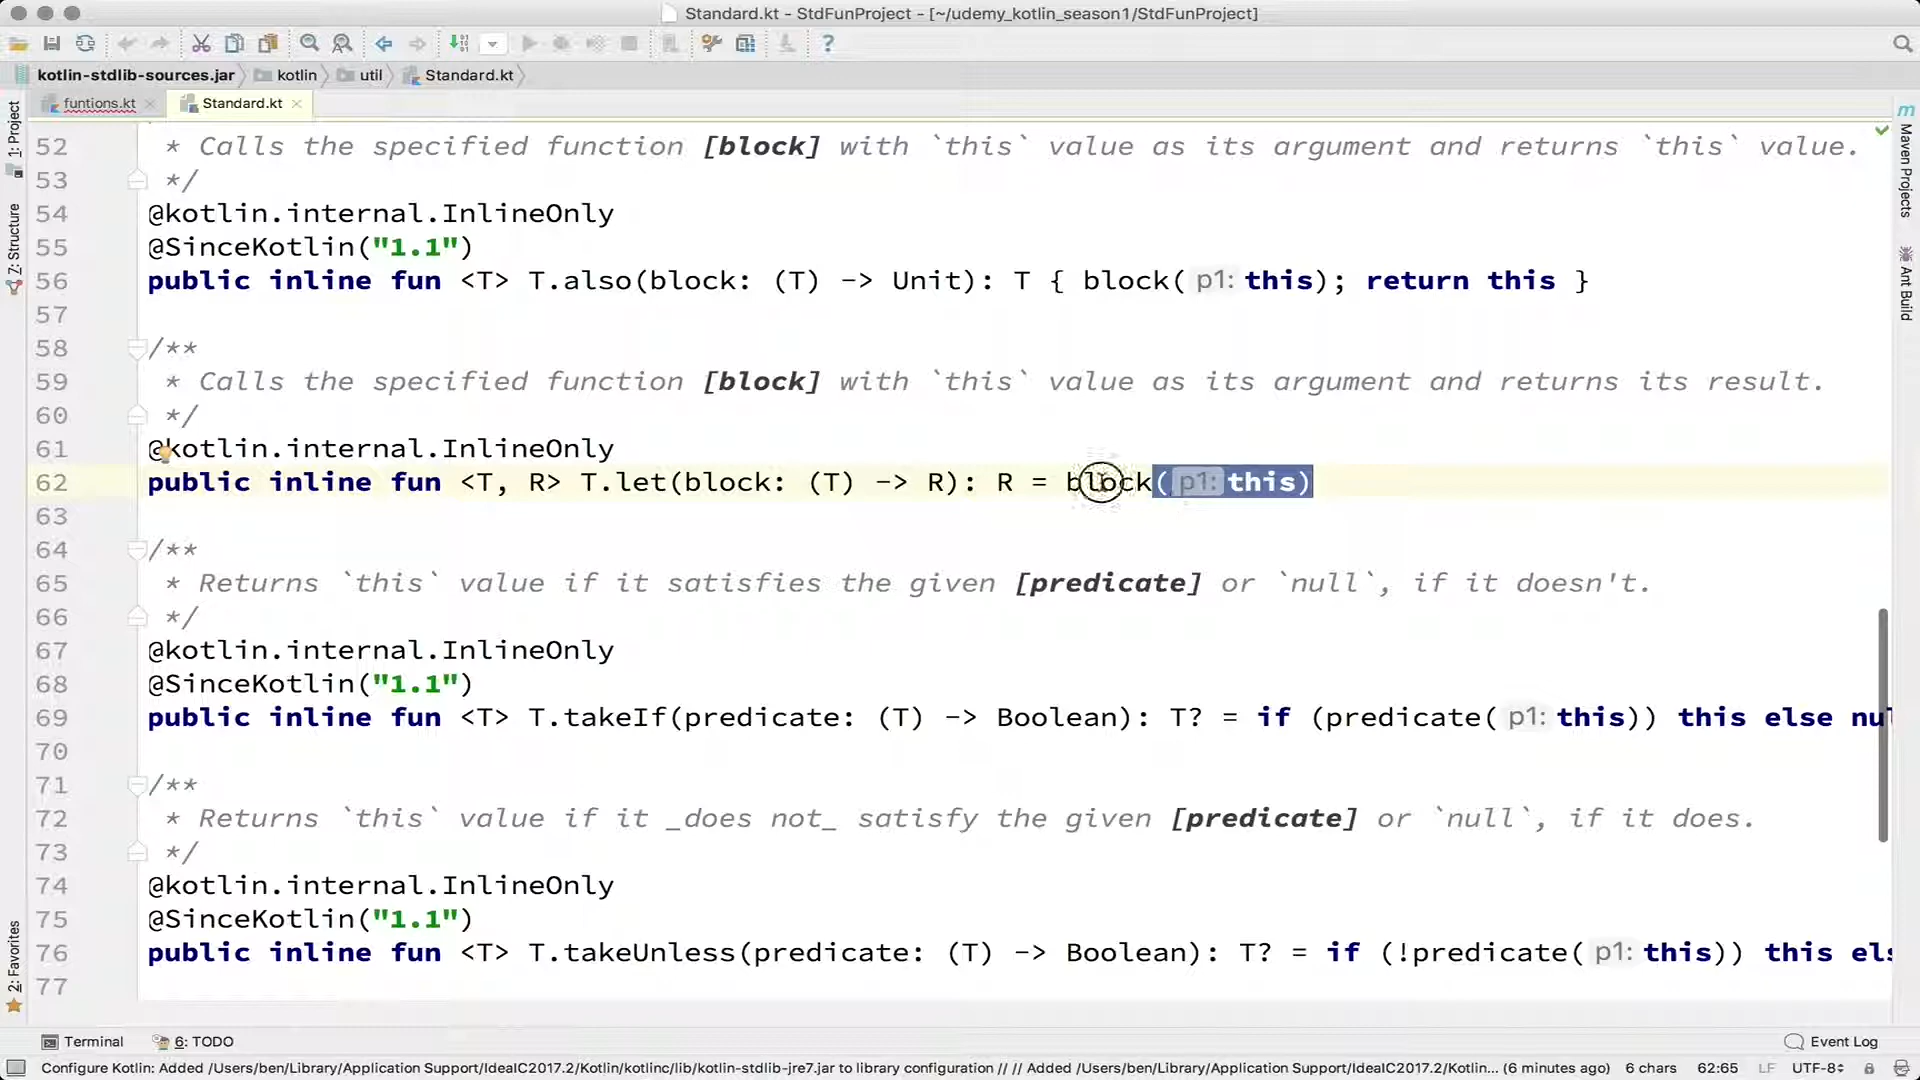 Standard.kt - StdFunProject - [~/udemy_kotlin_season1/StdFunProject]
kotlin-stdlib-sources.jar kotlin util Standard.kt
funtions.kt Standard.kt
1: Project
Z: Structure
2: Favorites
Maven Projects
Ant Build
52 * Calls the specified function [block] with `this` value as its argument and returns `this` value.
53 */
54 @kotlin.internal.InlineOnly
55 @SinceKotlin("1.1")
56 public inline fun <T> T.also(block: (T) -> Unit): T { block( p1: this); return this }
57
58 /**
59 * Calls the specified function [block] with `this` value as its argument and returns its result.
60 */
61 @kotlin.internal.InlineOnly
62 public inline fun <T, R> T.let(block: (T) -> R): R = block( p1: this)
63
64 /**
65 * Returns `this` value if it satisfies the given [predicate] or `null`, if it doesn't.
66 */
67 @kotlin.internal.InlineOnly
68 @SinceKotlin("1.1")
69 public inline fun <T> T.takeIf(predicate: (T) -> Boolean): T? = if (predicate( p1: this)) this else nul
70
71 /**
72 * Returns `this` value if it _does not_ satisfy the given [predicate] or `null`, if it does.
73 */
74 @kotlin.internal.InlineOnly
75 @SinceKotlin("1.1")
76 public inline fun <T> T.takeUnless(predicate: (T) -> Boolean): T? = if (!predicate( p1: this)) this els
77
Terminal 6: TODO Event Log
Configure Kotlin: Added /Users/ben/Library/Application Support/IdeaIC2017.2/Kotlin/kotlinc/lib/kotlin-stdlib-jre7.jar to library configuration // // Added /Users/ben/Library/Application Support/IdeaIC2017.2/Kotlin... (6 minutes ago) 6 chars 62:65 LF UTF-8